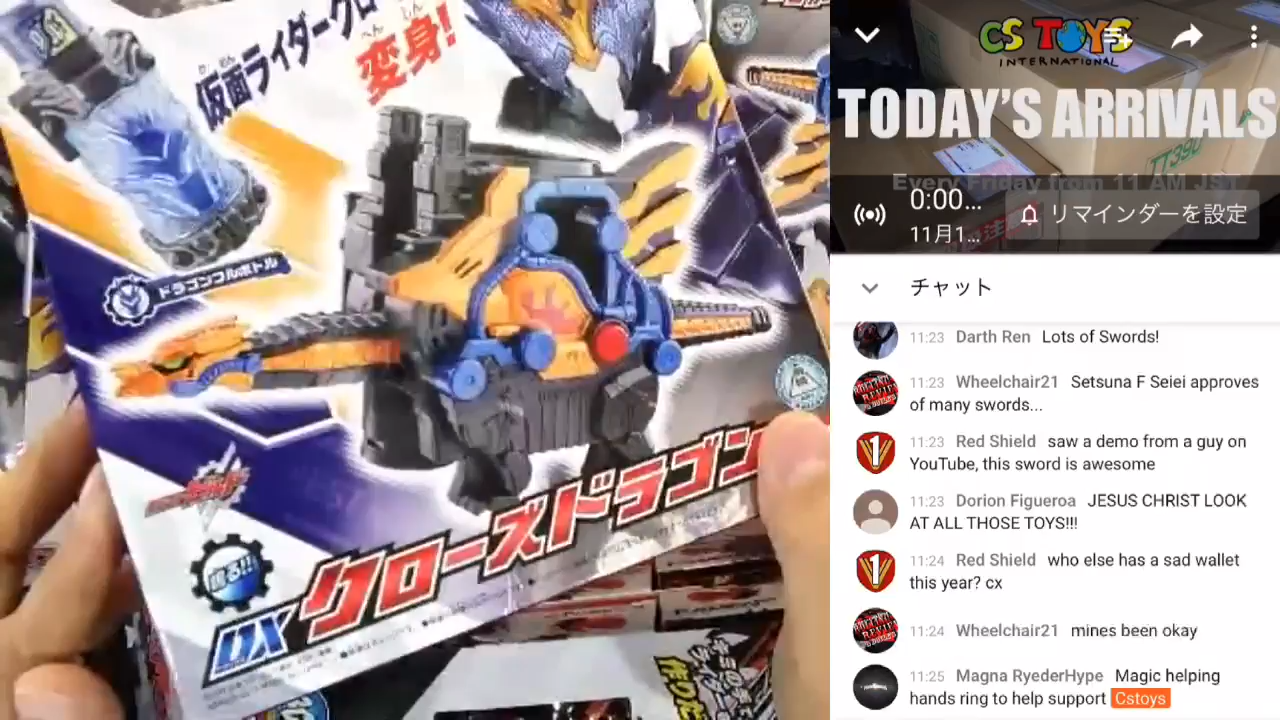 仮面ライダークロ
変身!
へん
しん
ドラゴンフルボトル
DX クローズドラゴン
CS TOYS
INTERNATIONAL
TODAY'S ARRIVALS
Every Friday from 11 AM JST
0:00...
11月1...
リマインダーを設定
チャット
11:23 Darth Ren Lots of Swords!
11:23 Wheelchair21 Setsuna F Seiei approves
of many swords...
11:23 Red Shield saw a demo from a guy on
YouTube, this sword is awesome
11:23 Dorion Figueroa JESUS CHRIST LOOK
AT ALL THOSE TOYS!!!
11:24 Red Shield who else has a sad wallet
this year? cx
11:24 Wheelchair21 mines been okay
11:25 Magna RyederHype Magic helping
hands ring to help support Cstoys